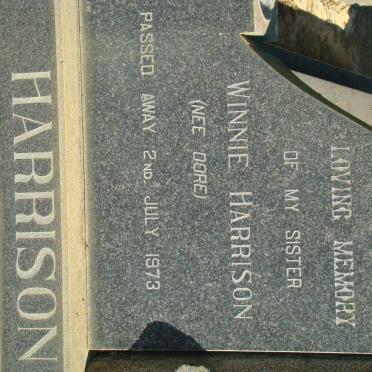 LOVING MEMORY
OF MY SISTER
WINNIE HARRISON
(NEE DORE)
PASSED AWAY 2ND. JULY 1973
HARRISON